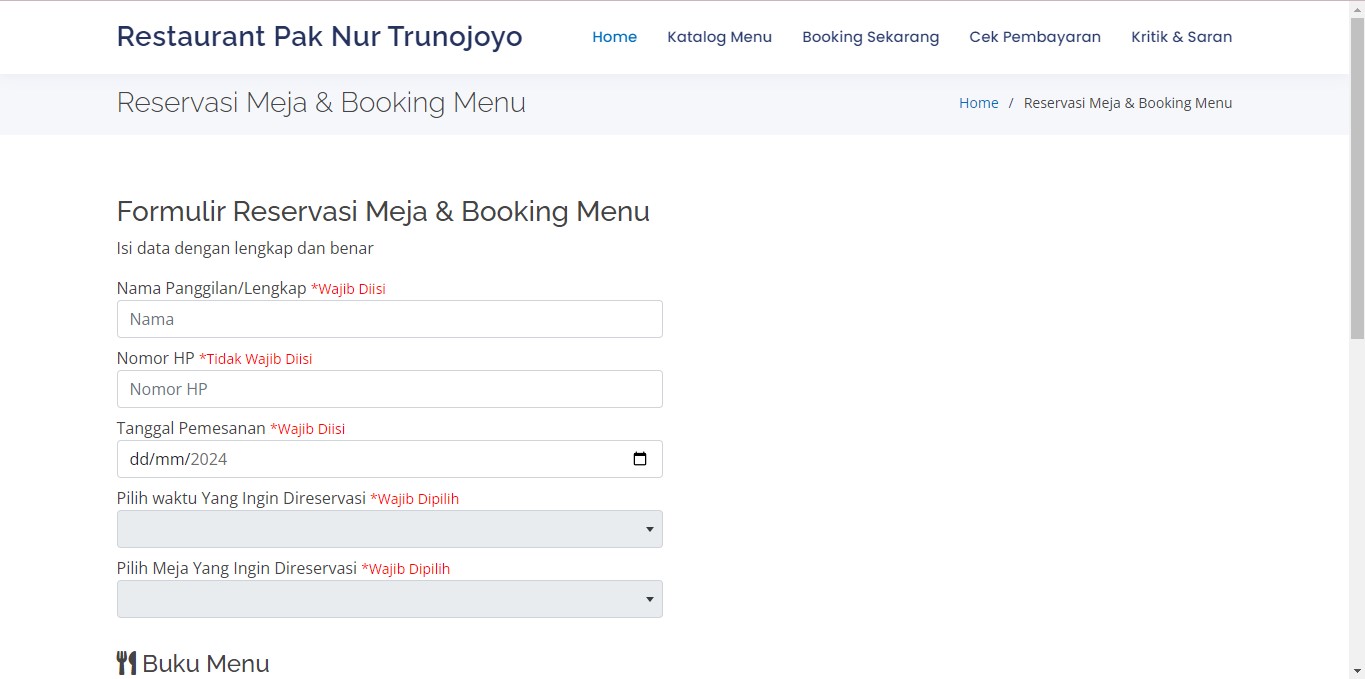 Restaurant Pak Nur Trunojoyo
Home Katalog Menu Booking Sekarang Cek Pembayaran Kritik & Saran
Reservasi Meja & Booking Menu
Home / Reservasi Meja & Booking Menu
Formulir Reservasi Meja & Booking Menu
Isi data dengan lengkap dan benar
Nama Panggilan/Lengkap *Wajib Diisi
Nama
Nomor HP *Tidak Wajib Diisi
Nomor HP
Tanggal Pemesanan *Wajib Diisi
dd/mm/2024
Pilih waktu Yang Ingin Direservasi *Wajib Dipilih
Pilih Meja Yang Ingin Direservasi *Wajib Dipilih
Buku Menu